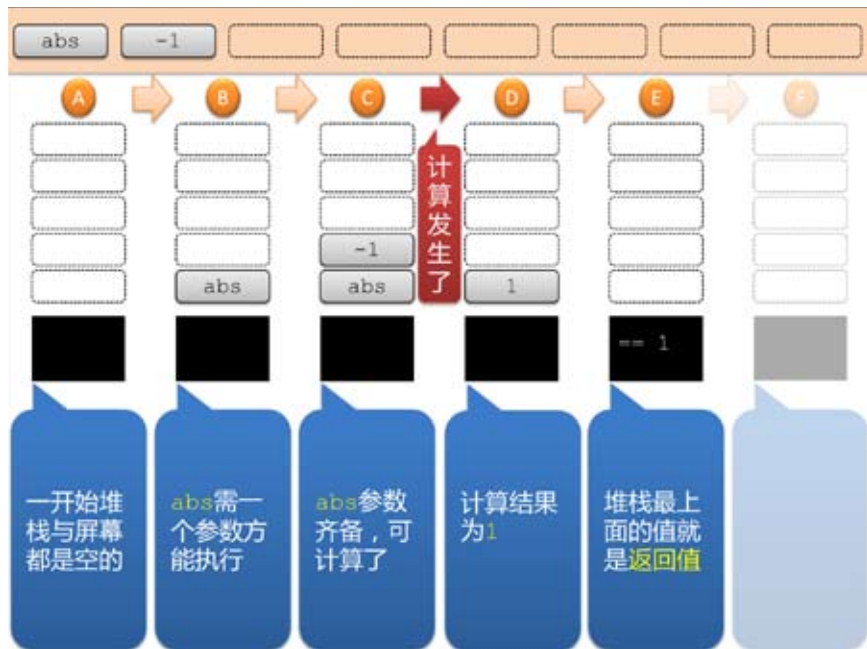 abs -1
A B C D E F
计
算
发
生
了
-1
abs abs 1
== 1
一开始堆
栈与屏幕
都是空的
abs需一
个参数方
能执行
abs参数
齐备，可
计算了
计算结果
为1
堆栈最上
面的值就
是返回值